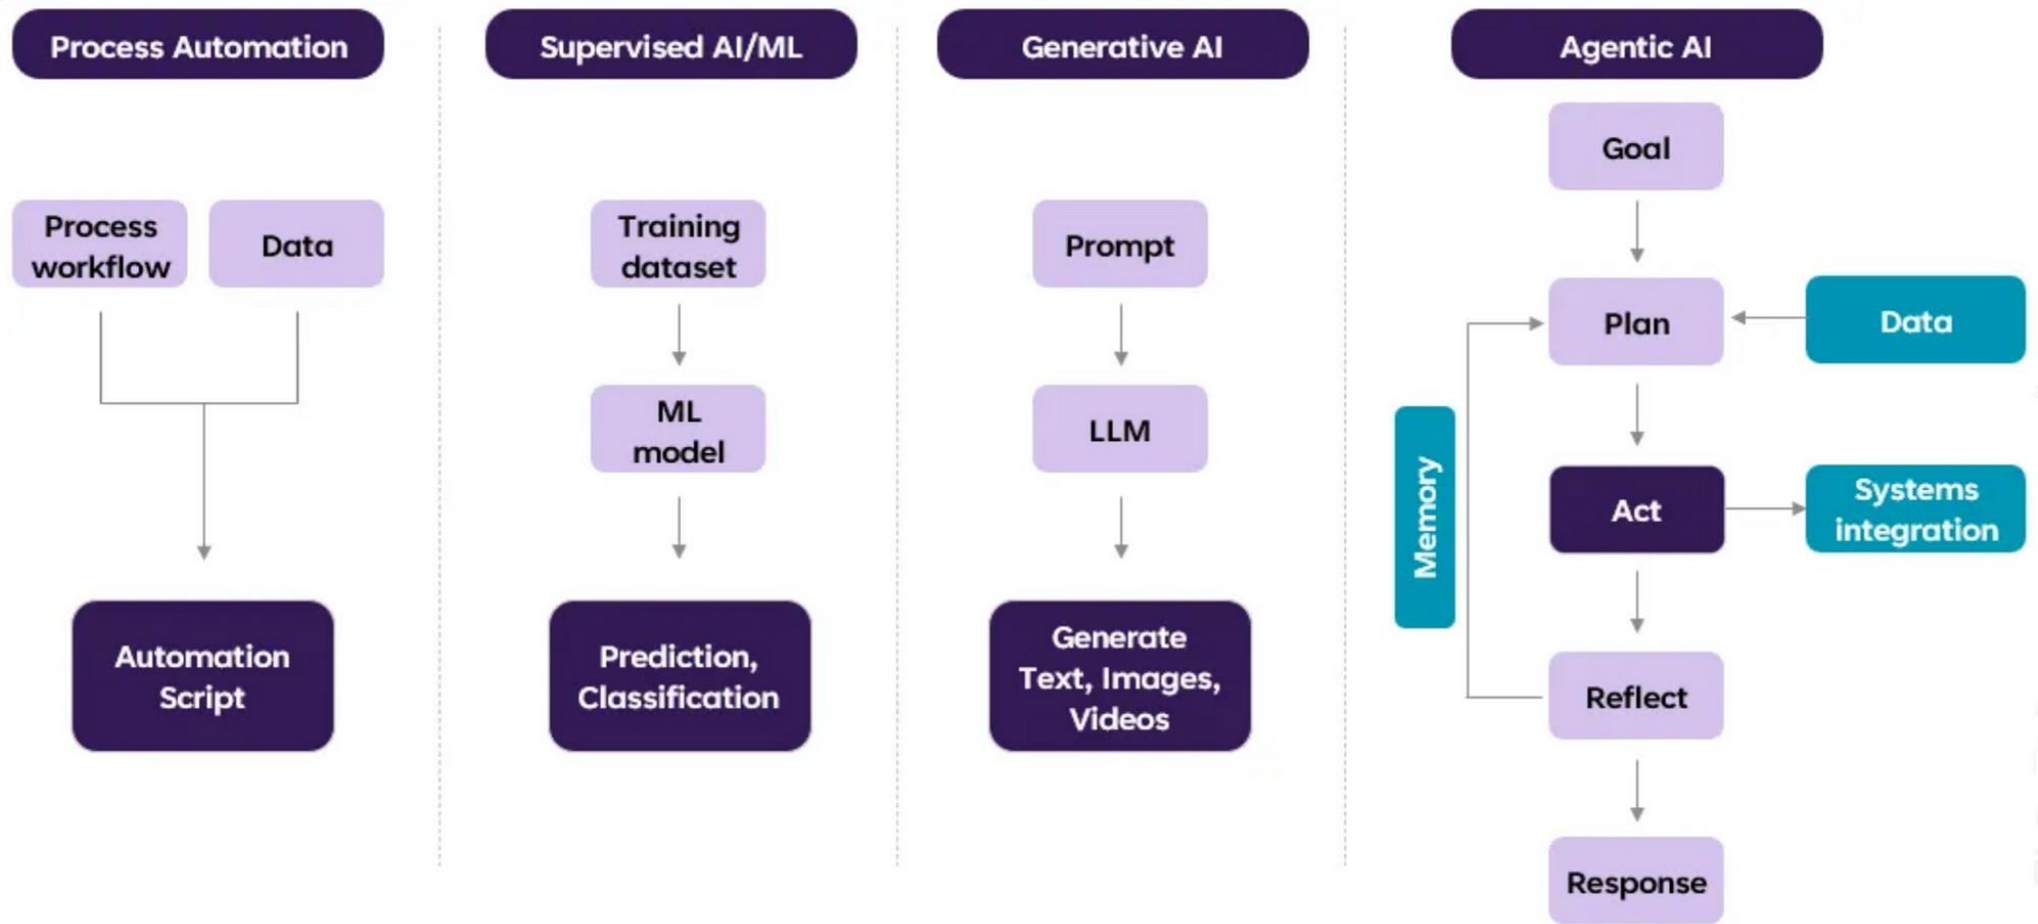 Process Automation
Process
workflow
Data
Automation
Script
Supervised AI/ML
Training
dataset
ML
model
Prediction,
Classification
Generative AI
Prompt
LLM
Generate
Text, Images,
Videos
Agentic AI
Goal
Plan
Data
Memory
Act
Systems
integration
Reflect
Response